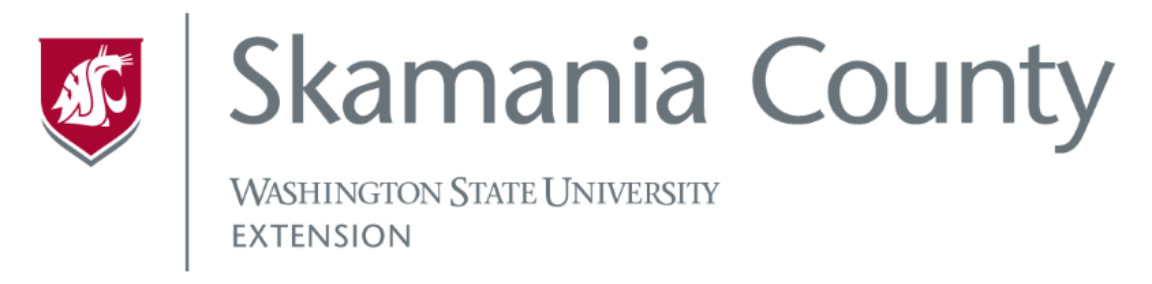 Skamania County
WASHINGTON STATE UNIVERSITY
EXTENSION